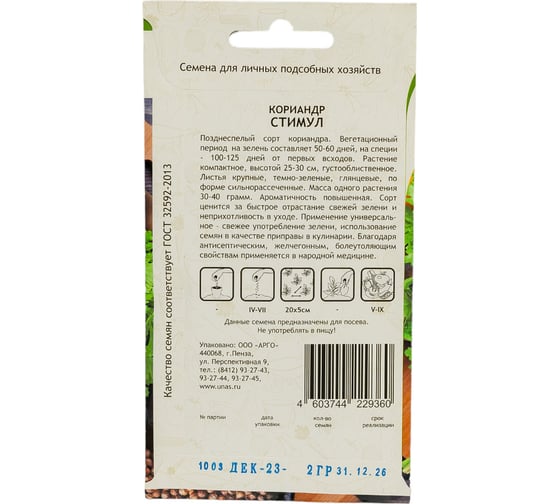 Семена для личных подсобных хозяйств
КОРИАНДР
СТИМУЛ
Позднеспелый сорт кориандра. Вегетационный
период на зелень составляет 50-60 дней, на специи
- 100-125 дней от первых всходов. Растение
компактное, высотой 25-30 см, густооблиственное.
Листья крупные, темно-зеленые, глянцевые, по
форме сильнорассеченные. Масса одного растения
30-40 грамм. Ароматичность повышенная. Сорт
ценится за быстрое отрастание свежей зелени и
неприхотливость в уходе. Применение универсаль-
ное - свежее употребление зелени, использование
семян в качестве приправы в кулинарии. Благодаря
антисептическим, желчегонным, болеутоляющим
свойствам применяется в народной медицине.
- IV-VII 20х5см - V-IX
Данные семена предназначены для посева.
Не употреблять в пищу!
Упаковано: ООО «АРГО»
440068, г.Пенза,
ул. Перспективная 9,
тел.: (8412) 93-27-43,
93-27-44, 93-27-45,
www.unas.ru
4 603744 229360
№ партии дата упаковки кол-во семян срок реализации
1003 ДЕК-23- 2ГР 31.12.26
Качество семян соответствует ГОСТ 32592-2013